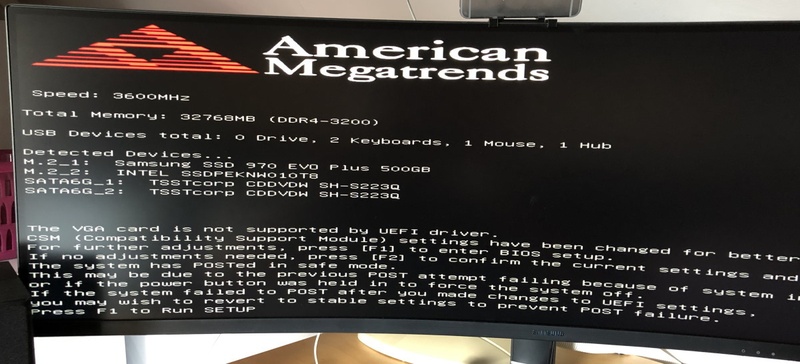 American
Megatrends
Speed: 3600MHz
Total Memory: 32768MB (DDR4-3200)
USB Devices total: 0 Drive, 2 Keyboards, 1 Mouse, 1 Hub
Detected Devices...
M.2_1: Samsung SSD 970 EVO Plus 500GB
M.2_2: INTEL SSDPEKNW010T8
SATA6G_1: TSSTcorp CDDVDW SH-S223Q
SATA6G_2: TSSTcorp CDDVDW SH-S223Q
The VGA card is not supported by UEFI driver.
CSM (Compatibility Support Module) settings have been changed for better
For further adjustments, press [F1] to enter BIOS setup.
If no adjustments needed, press [F2] to confirm the current settings and
The system has POSTed in safe mode.
This may be due to the previous POST attempt failing because of system i
or if the power button was held in to force the system off.
If the system failed to POST after you made changes to UEFI settings,
you may wish to revert to stable settings to prevent POST failure.
Press F1 to Run SETUP